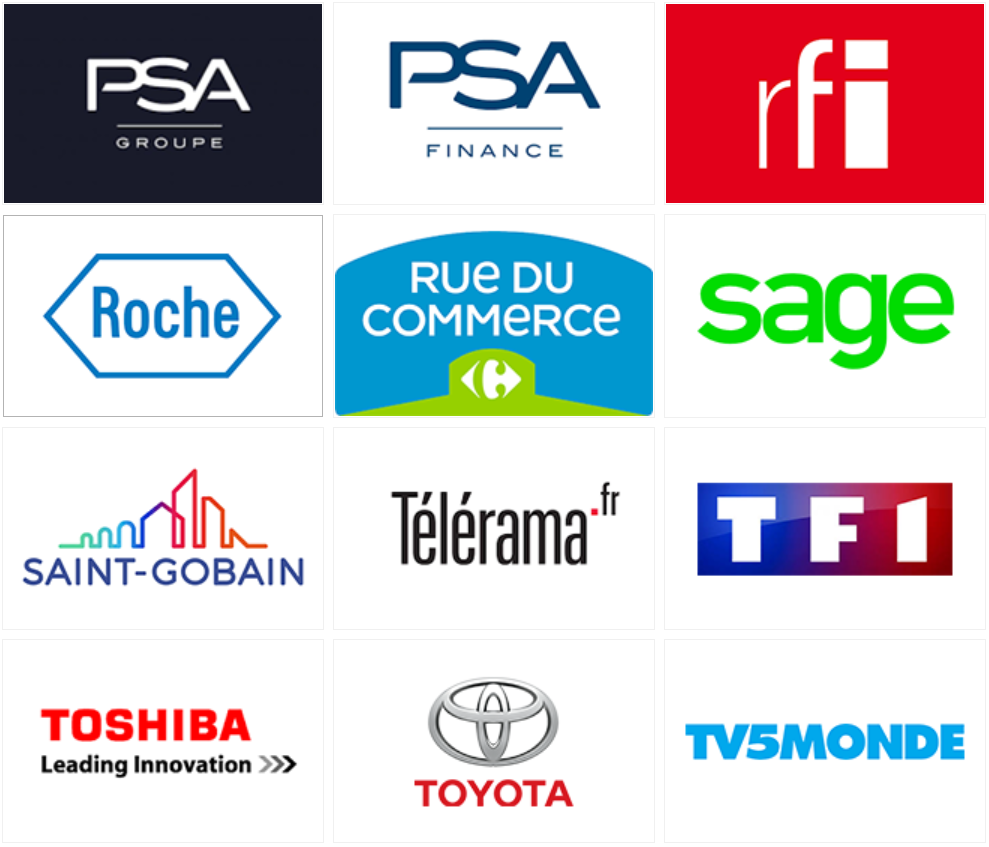 PSA
GROUPE
PSA
FINANCE
rfi
Roche
RUE DU
COMMERCE
sage
SAINT-GOBAIN
Télérama.fr
TF1
TOSHIBA
Leading Innovation >>>
TOYOTA
TV5MONDE